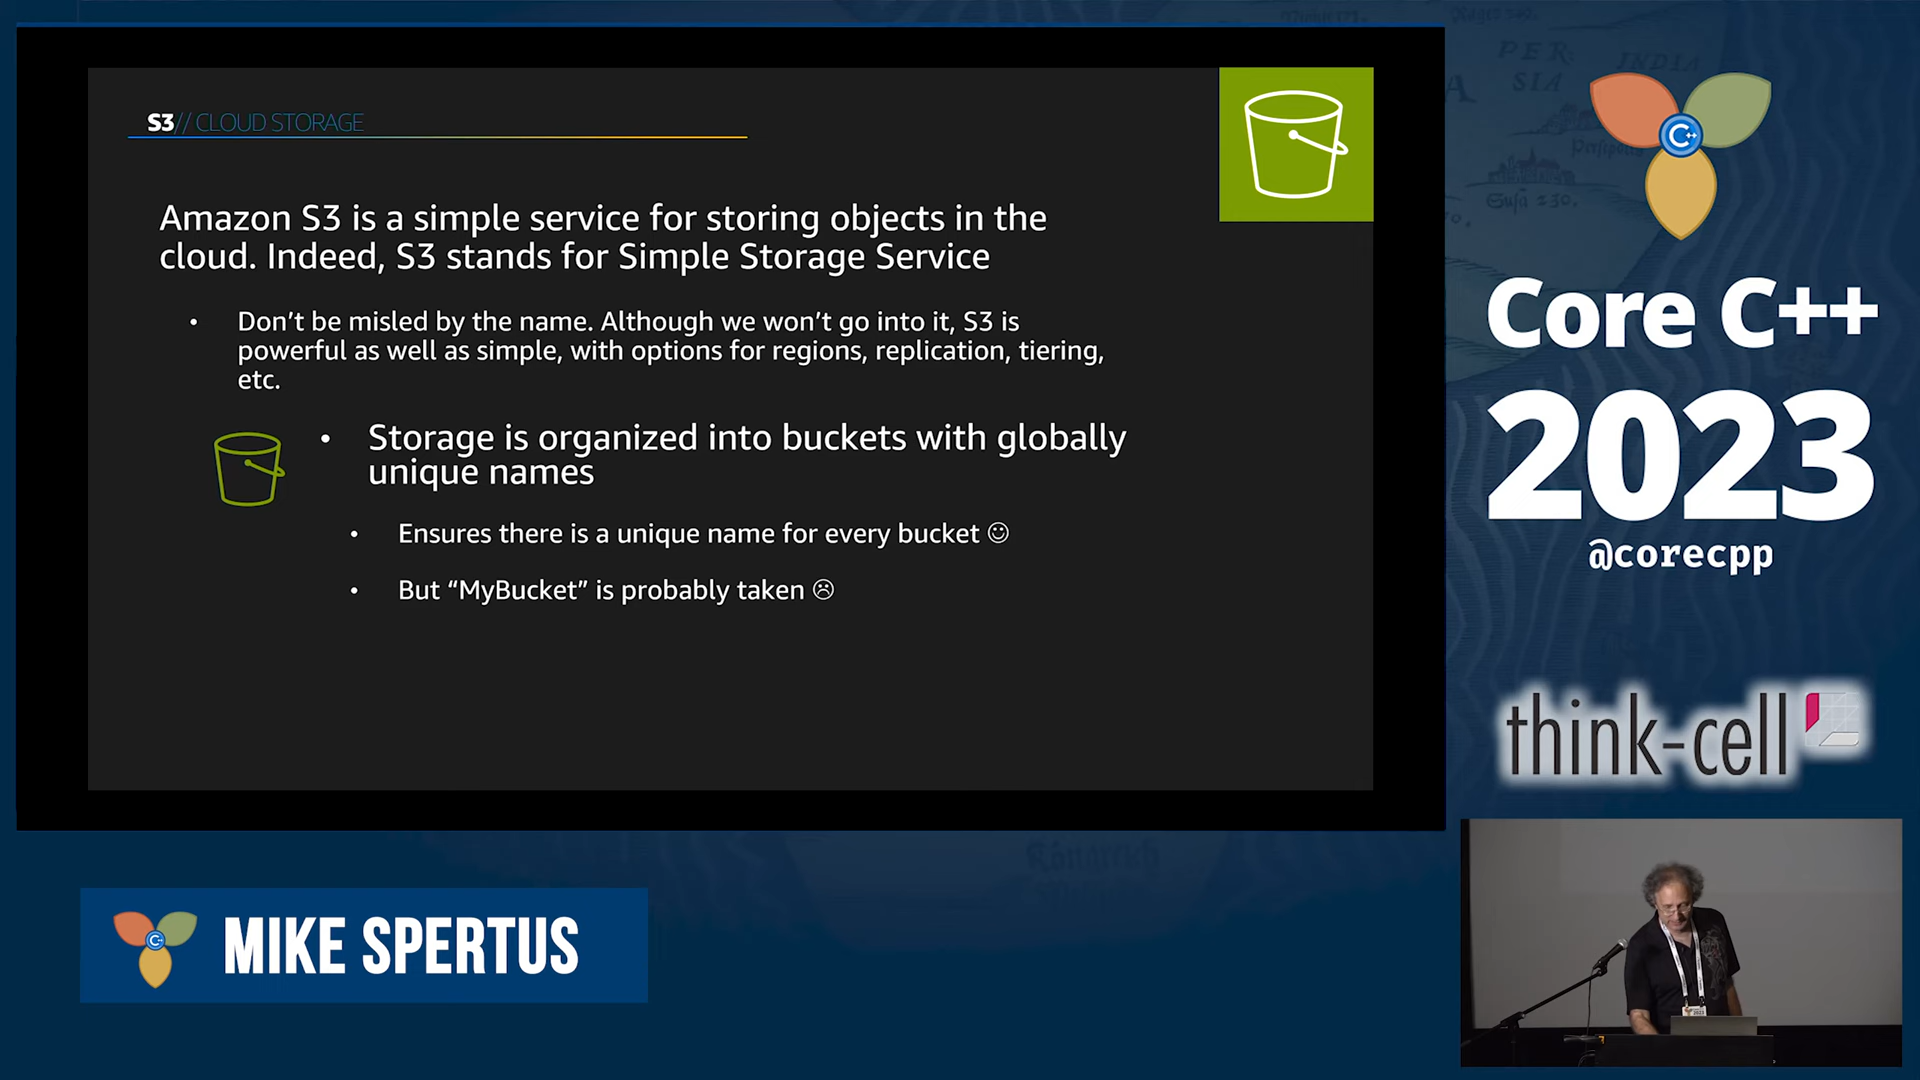 S3// CLOUD STORAGE
Amazon S3 is a simple service for storing objects in the
cloud. Indeed, S3 stands for Simple Storage Service
• Don’t be misled by the name. Although we won’t go into it, S3 is
powerful as well as simple, with options for regions, replication, tiering,
etc.
• Storage is organized into buckets with globally
unique names
• Ensures there is a unique name for every bucket ☺
• But “MyBucket” is probably taken ☹
PER
SIA
INDIA
C++
Core C++
2023
@corecpp
think-cell
C++
MIKE SPERTUS